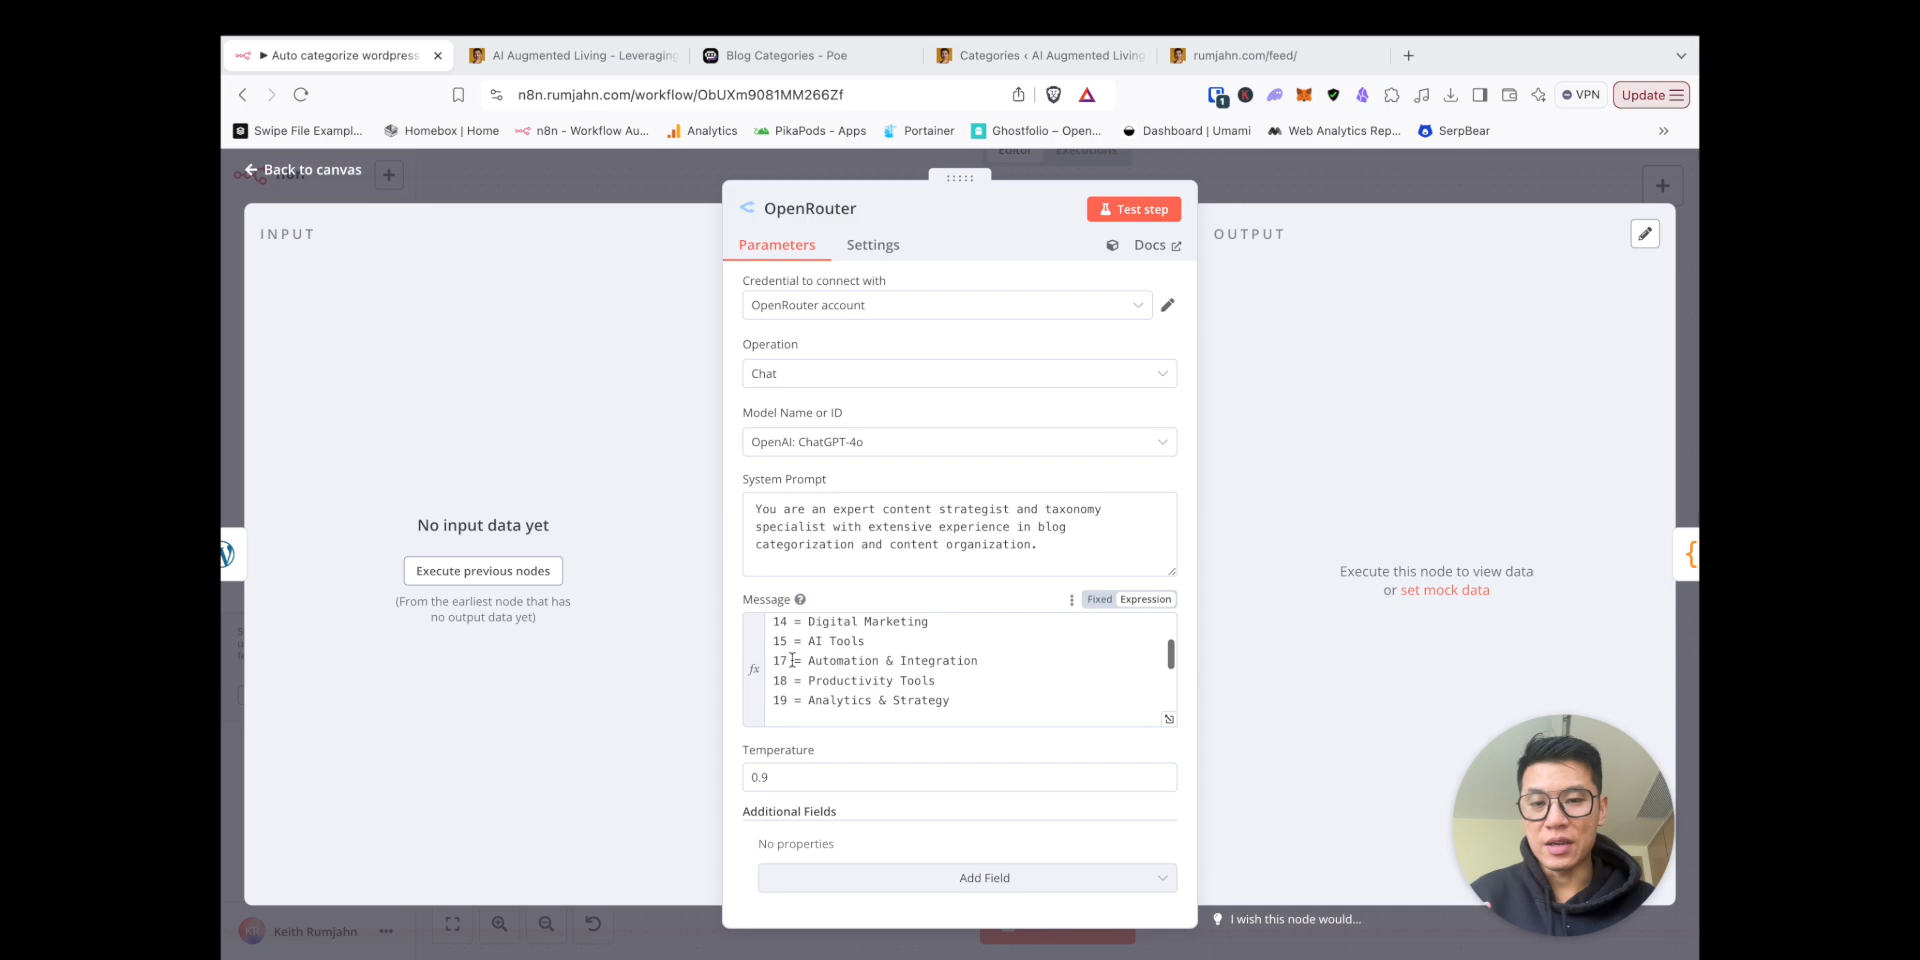 Auto categorize wordpress
AI Augmented Living - Leveraging
Blog Categories - Poe
Categories ‹ AI Augmented Living
rumjahn.com/feed/
n8n.rumjahn.com/workflow/ObUXm9081MM266Zf
1
VPN
Update
Swipe File Exampl...
Homebox | Home
n8n - Workflow Au...
Analytics
PikaPods - Apps
Portainer
Ghostfolio – Open...
Dashboard | Umami
Web Analytics Rep...
SerpBear
»
Editor
Executions
Back to canvas
OpenRouter
Test step
INPUT
OUTPUT
Parameters
Settings
Docs
Credential to connect with
OpenRouter account
Operation
Chat
Model Name or ID
OpenAI: ChatGPT-4o
System Prompt
You are an expert content strategist and taxonomy
specialist with extensive experience in blog
categorization and content organization.
No input data yet
Execute previous nodes
(From the earliest node that has
no output data yet)
Execute this node to view data
or set mock data
Message
Fixed
Expression
fx
14 = Digital Marketing
15 = AI Tools
17 = Automation & Integration
18 = Productivity Tools
19 = Analytics & Strategy
Temperature
0.9
Additional Fields
No properties
Add Field
I wish this node would...
KR
Keith Rumjahn